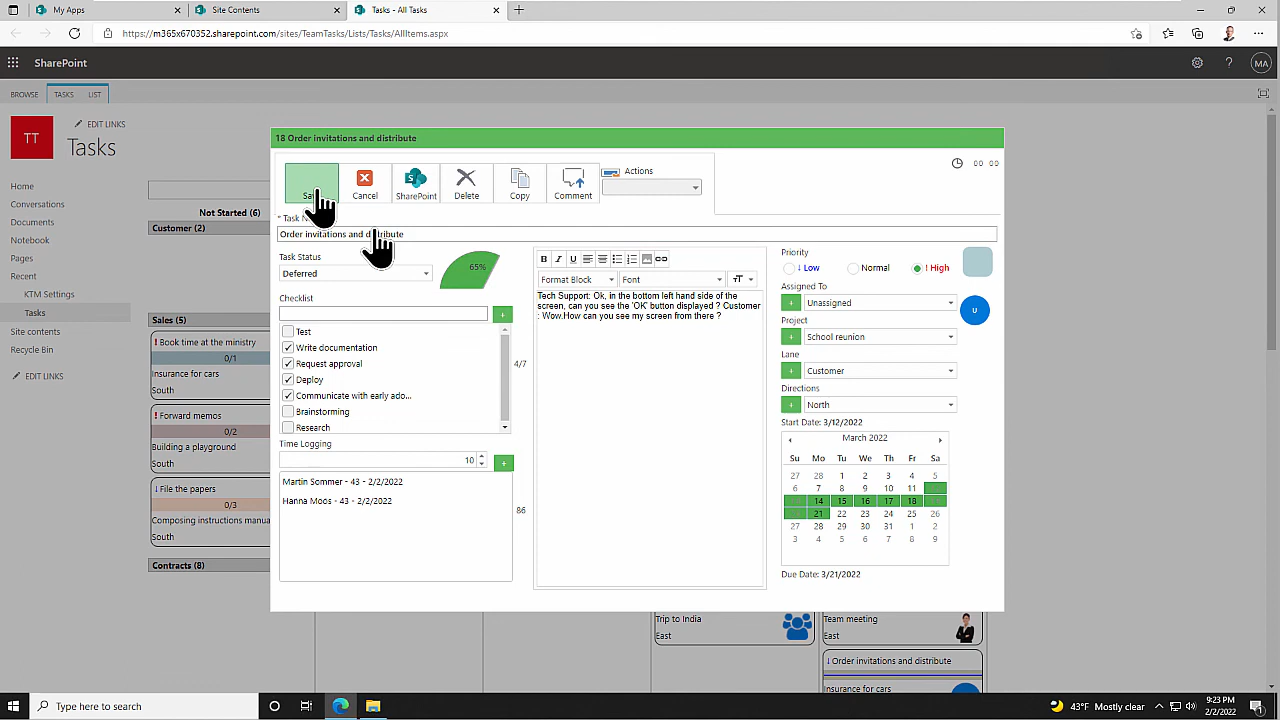 My Apps
Site Contents
Tasks - All Tasks
https://m365x670352.sharepoint.com/sites/TeamTasks/Lists/Tasks/AllItems.aspx
SharePoint
?
MA
BROWSE
TASKS
LIST
TT
EDIT LINKS
Tasks
Home
Conversations
Documents
Notebook
Pages
Recent
KTM Settings
Tasks
Site contents
Recycle Bin
EDIT LINKS
Not Started (6)
Customer (2)
Sales (5)
! Book time at the ministry
0/1
Insurance for cars
South
! Forward memos
0/2
Building a playground
South
↓ File the papers
0/3
Composing instructions manua
South
Contracts (8)
18 Order invitations and distribute
Cancel
SharePoint
Delete
Copy
Comment
Actions
00 00
* Task
Order invitations and distribute
Task Status
Deferred
65%
Checklist
+
Test
Write documentation
Request approval
Deploy
Communicate with early ado...
Brainstorming
Research
4/7
Time Logging
10
+
Martin Sommer - 43 - 2/2/2022
Hanna Moos - 43 - 2/2/2022
86
B I U
Format Block
Font
Tech Support: Ok, in the bottom left hand side of the
screen, can you see the 'OK' button displayed ? Customer
: Wow.How can you see my screen from there ?
Priority
↓ Low
Normal
! High
Assigned To
+ Unassigned
U
Project
+ School reunion
Lane
+ Customer
Directions
+ North
Start Date: 3/12/2022
March 2022
Su Mo Tu We Th Fr Sa
27 28 1 2 3 4 5
6 7 8 9 10 11
14 15 16 17 18
21 22 23 24 25 26
27 28 29 30 31 1 2
3 4 5 6 7 8 9
Due Date: 3/21/2022
Trip to India
East
Team meeting
East
↓ Order invitations and distribute
Insurance for cars
Type here to search
43°F Mostly clear
9:23 PM
2/2/2022